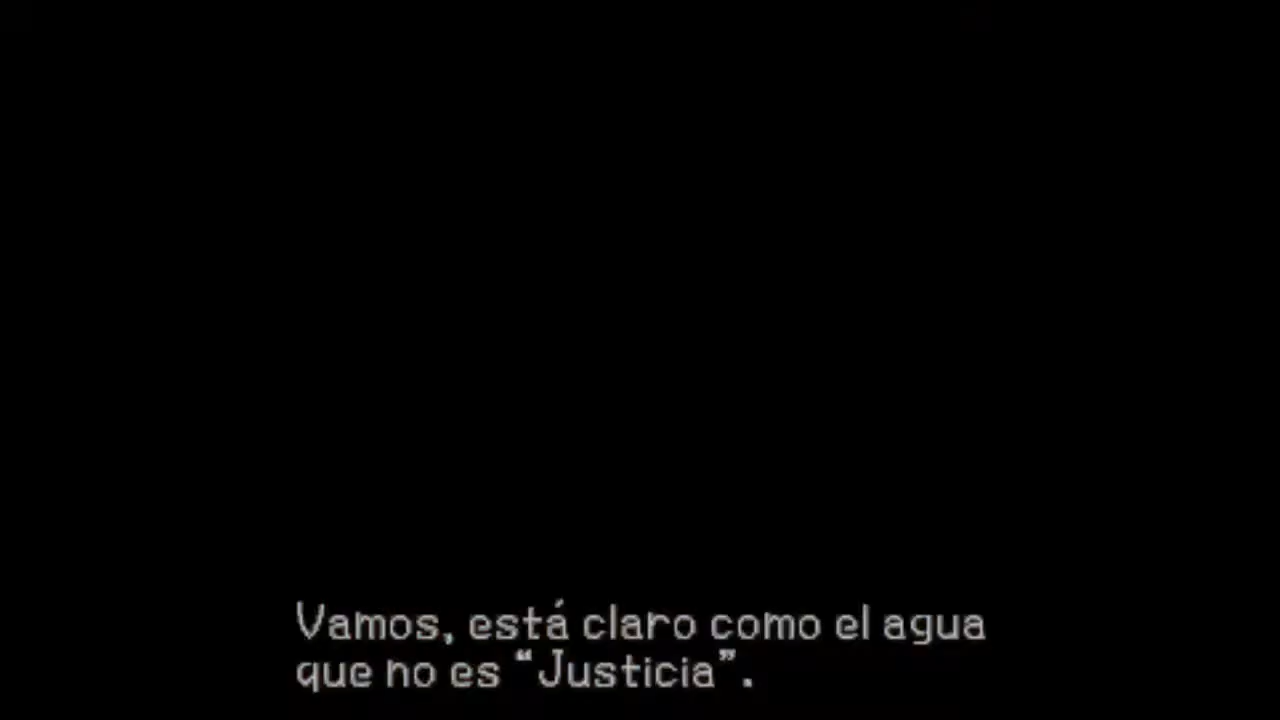 Vamos, está claro como el agua
que no es “Justicia”.